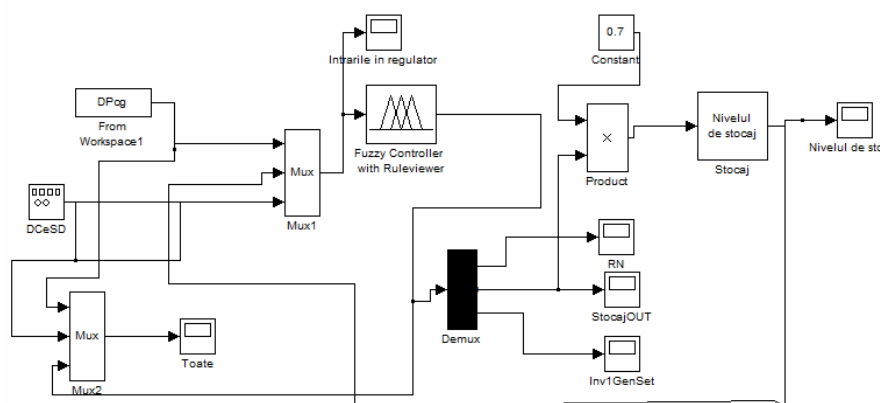 Intrarile in regulator
0.7
Constant
DPcg
From
Workspace1
Fuzzy Controller
with Ruleviewer
Mux
Mux1
DCeSD
Product
Nivelul
de stocaj
Stocaj
Nivelul de sto
RN
StocajOUT
Demux
Inv1GenSet
Mux
Mux2
Toate